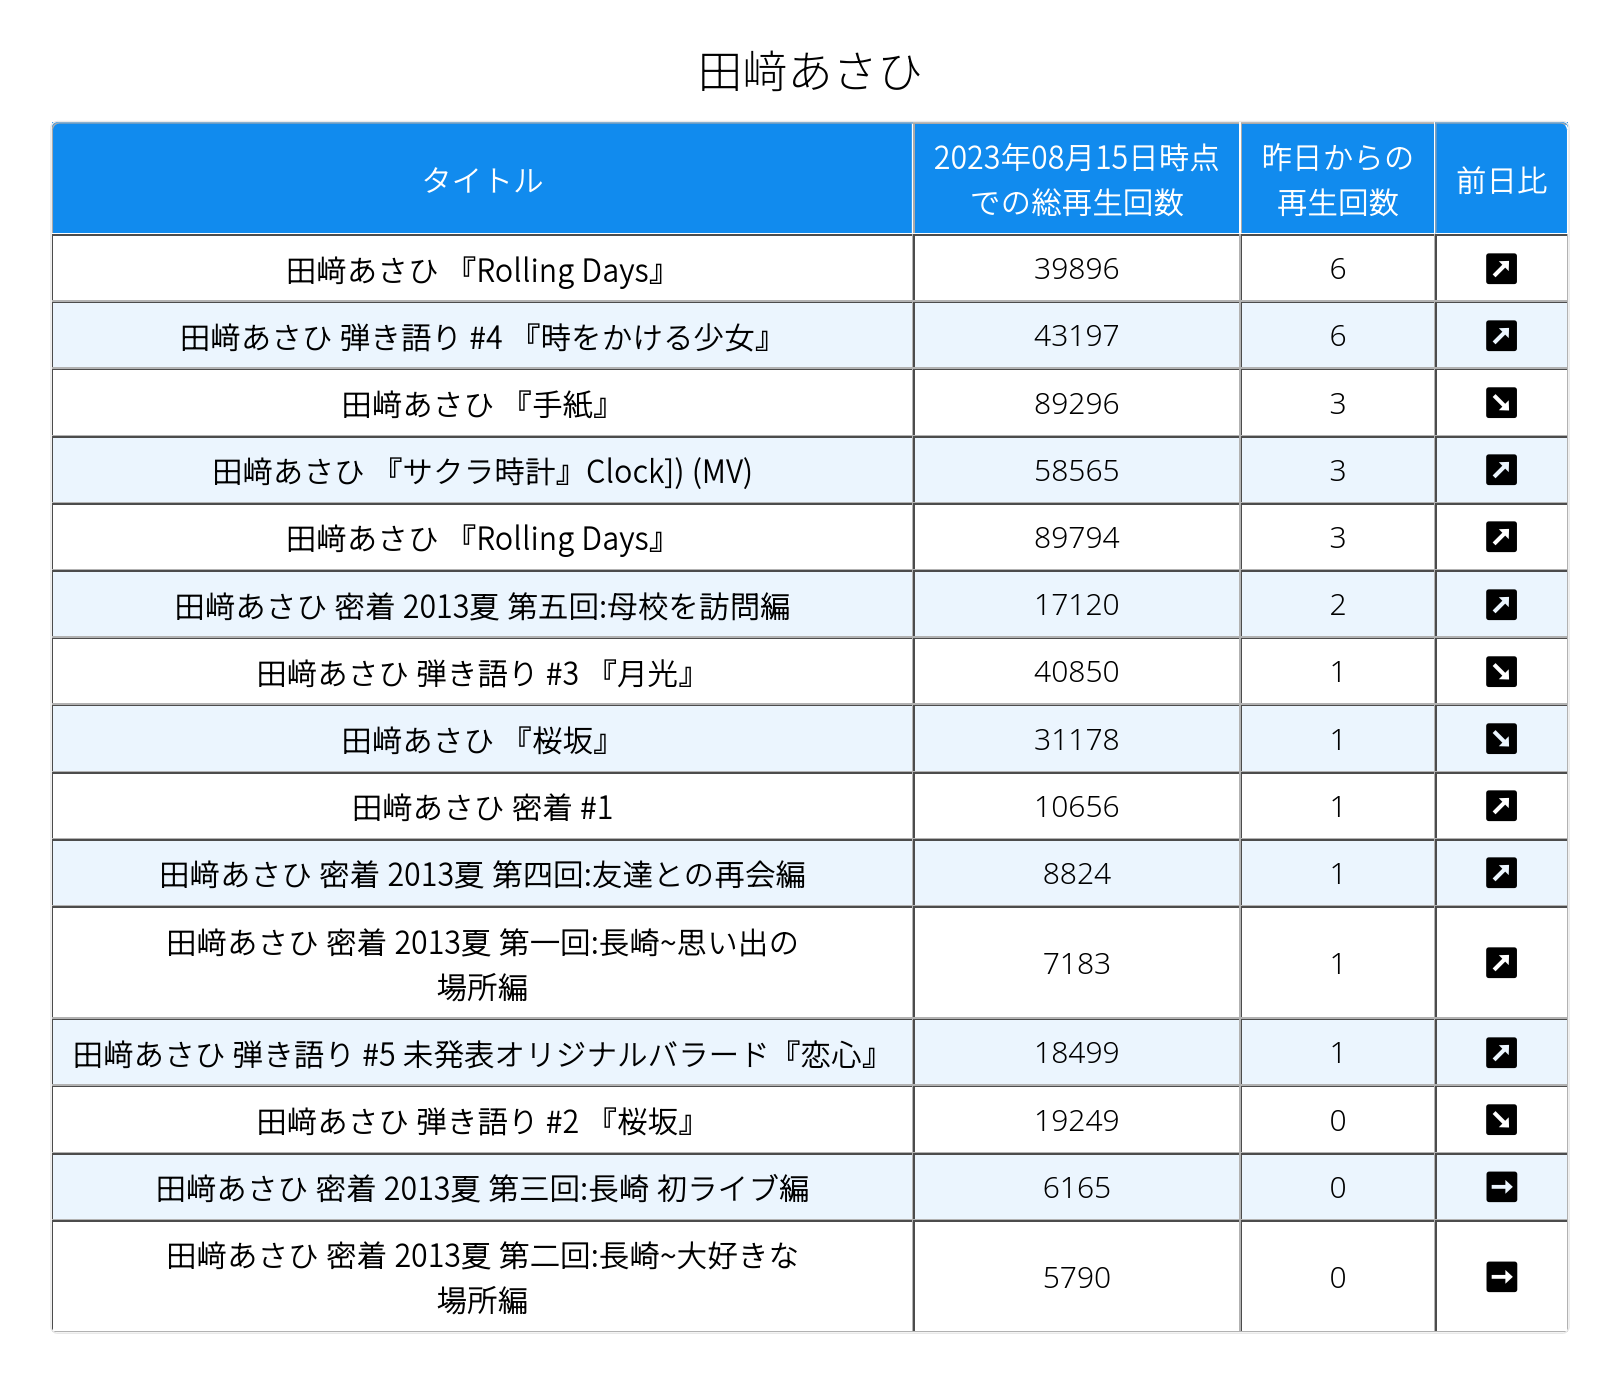 田﨑あさひ
タイトル
2023年08月15日時点
での総再生回数
昨日からの
再生回数
前日比
田﨑あさひ 『Rolling Days』 39896 6
田﨑あさひ 弾き語り #4 『時をかける少女』 43197 6
田﨑あさひ 『手紙』 89296 3
田﨑あさひ 『サクラ時計』Clock]) (MV) 58565 3
田﨑あさひ 『Rolling Days』 89794 3
田﨑あさひ 密着 2013夏 第五回:母校を訪問編 17120 2
田﨑あさひ 弾き語り #3 『月光』 40850 1
田﨑あさひ 『桜坂』 31178 1
田﨑あさひ 密着 #1 10656 1
田﨑あさひ 密着 2013夏 第四回:友達との再会編 8824 1
田﨑あさひ 密着 2013夏 第一回:長崎~思い出の
場所編 7183 1
田﨑あさひ 弾き語り #5 未発表オリジナルバラード『恋心』 18499 1
田﨑あさひ 弾き語り #2 『桜坂』 19249 0
田﨑あさひ 密着 2013夏 第三回:長崎 初ライブ編 6165 0
田﨑あさひ 密着 2013夏 第二回:長崎~大好きな
場所編 5790 0